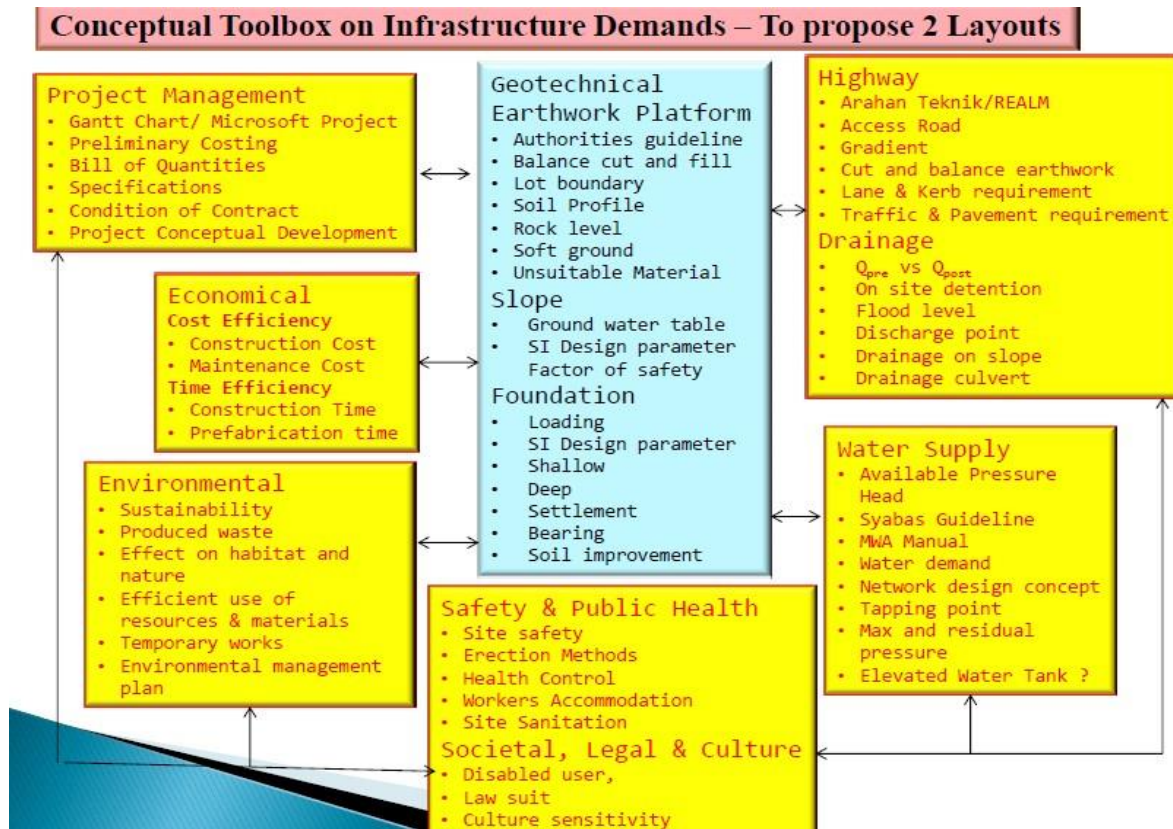 Conceptual Toolbox on Infrastructure Demands – To propose 2 Layouts
Project Management
• Gantt Chart/ Microsoft Project
• Preliminary Costing
• Bill of Quantities
• Specifications
• Condition of Contract
• Project Conceptual Development
Economical
Cost Efficiency
• Construction Cost
• Maintenance Cost
Time Efficiency
• Construction Time
• Prefabrication time
Environmental
• Sustainability
• Produced waste
• Effect on habitat and
nature
• Efficient use of
resources & materials
• Temporary works
• Environmental management
plan
Geotechnical
Earthwork Platform
• Authorities guideline
• Balance cut and fill
• Lot boundary
• Soil Profile
• Rock level
• Soft ground
• Unsuitable Material
Slope
• Ground water table
• SI Design parameter
Factor of safety
Foundation
• Loading
• SI Design parameter
• Shallow
• Deep
• Settlement
• Bearing
• Soil improvement
Safety & Public Health
• Site safety
• Erection Methods
• Health Control
• Workers Accommodation
• Site Sanitation
Societal, Legal & Culture
• Disabled user,
• Law suit
• Culture sensitivity
Highway
• Arahan Teknik/REALM
• Access Road
• Gradient
• Cut and balance earthwork
• Lane & Kerb requirement
• Traffic & Pavement requirement
Drainage
• Qpre vs Qpost
• On site detention
• Flood level
• Discharge point
• Drainage on slope
• Drainage culvert
Water Supply
• Available Pressure
Head
• Syabas Guideline
• MWA Manual
• Water demand
• Network design concept
• Tapping point
• Max and residual
pressure
• Elevated Water Tank ?